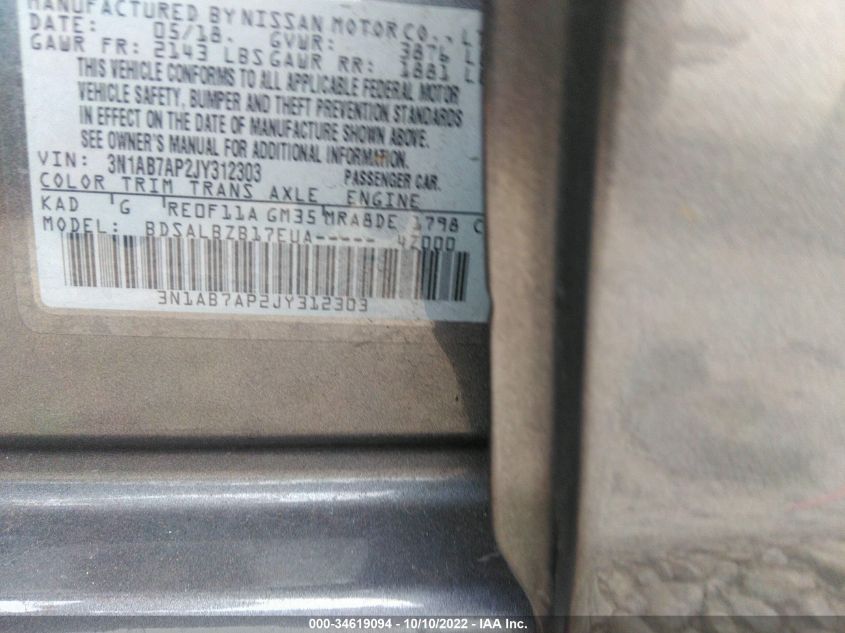 MANUFACTURED BY NISSAN MOTOR CO.,
DATE: 05/18. GVWR: 3876
GAWR FR: 2143 LBS GAWR RR: 1881
THIS VEHICLE CONFORMS TO ALL APPLICABLE FEDERAL MOTOR
VEHICLE SAFETY, BUMPER AND THEFT PREVENTION STANDARDS
IN EFFECT ON THE DATE OF MANUFACTURE SHOWN ABOVE.
SEE OWNER'S MANUAL FOR ADDITIONAL INFORMATION.
VIN: 3N1AB7AP2JY312303 PASSENGER CAR.
COLOR TRIM TRANS AXLE ENGINE
KAD G RE0F11A GM35 MRA8DE 1798 C
MODEL: BDSALBZB17EUA----- 4Z000
3N1AB7AP2JY312303
000-34619094 - 10/10/2022 - IAA Inc.